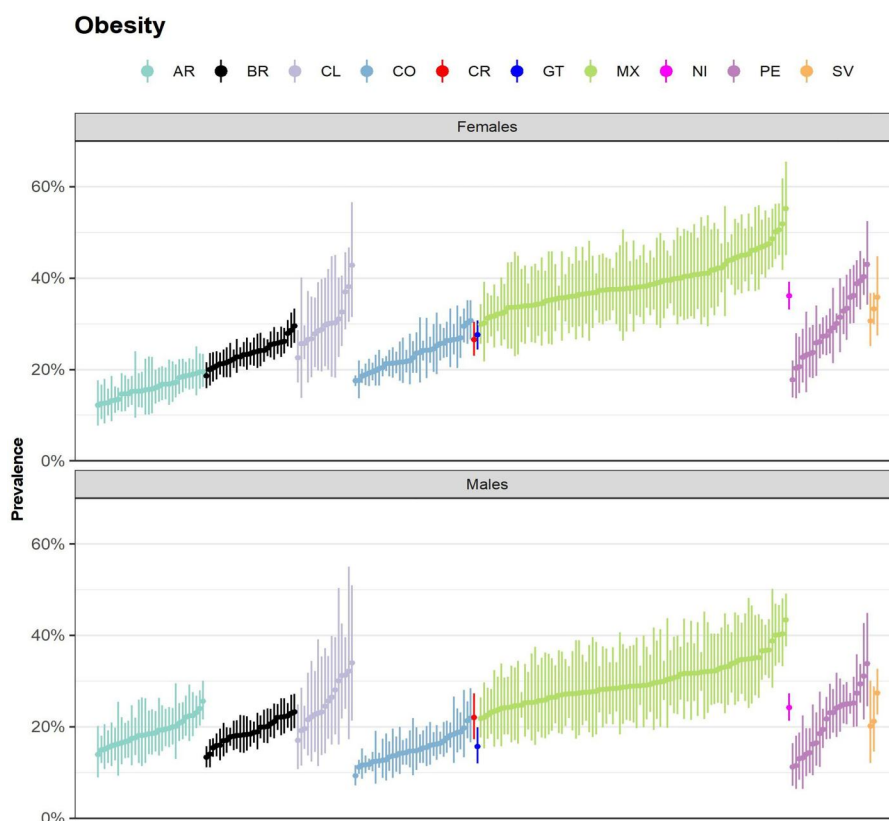 Obesity
AR BR CL CO CR GT MX NI PE SV
Females
60%
40%
20%
0%
Prevalence
Males
60%
40%
20%
0%